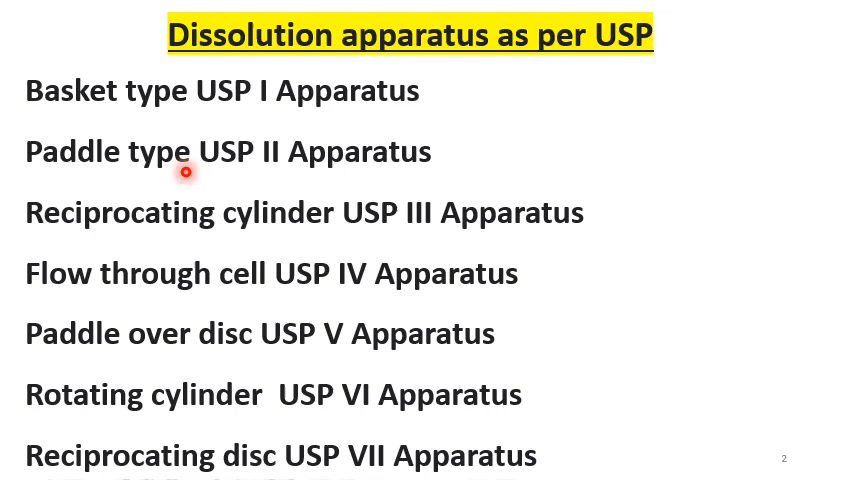 Dissolution apparatus as per USP
Basket type USP I Apparatus
Paddle type USP II Apparatus
Reciprocating cylinder USP III Apparatus
Flow through cell USP IV Apparatus
Paddle over disc USP V Apparatus
Rotating cylinder  USP VI Apparatus
Reciprocating disc USP VII Apparatus
2